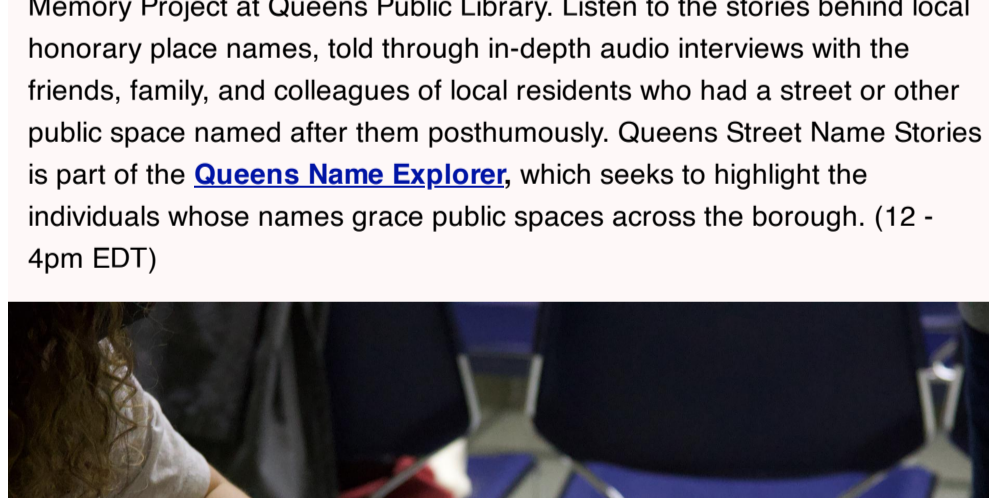 Memory Project at Queens Public Library. Listen to the stories behind local
honorary place names, told through in-depth audio interviews with the
friends, family, and colleagues of local residents who had a street or other
public space named after them posthumously. Queens Street Name Stories
is part of the Queens Name Explorer, which seeks to highlight the
individuals whose names grace public spaces across the borough. (12 -
4pm EDT)